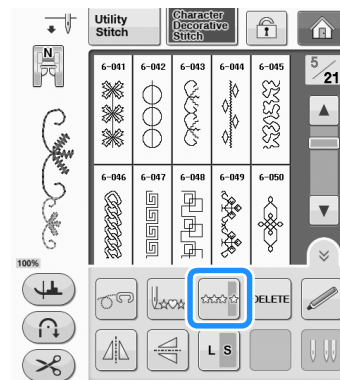 Utility
Stitch
Character
Decorative
Stitch
N
6-041 6-042 6-043 6-044 6-045
5/21
6-046 6-047 6-048 6-049 6-050
100%
DELETE
L S